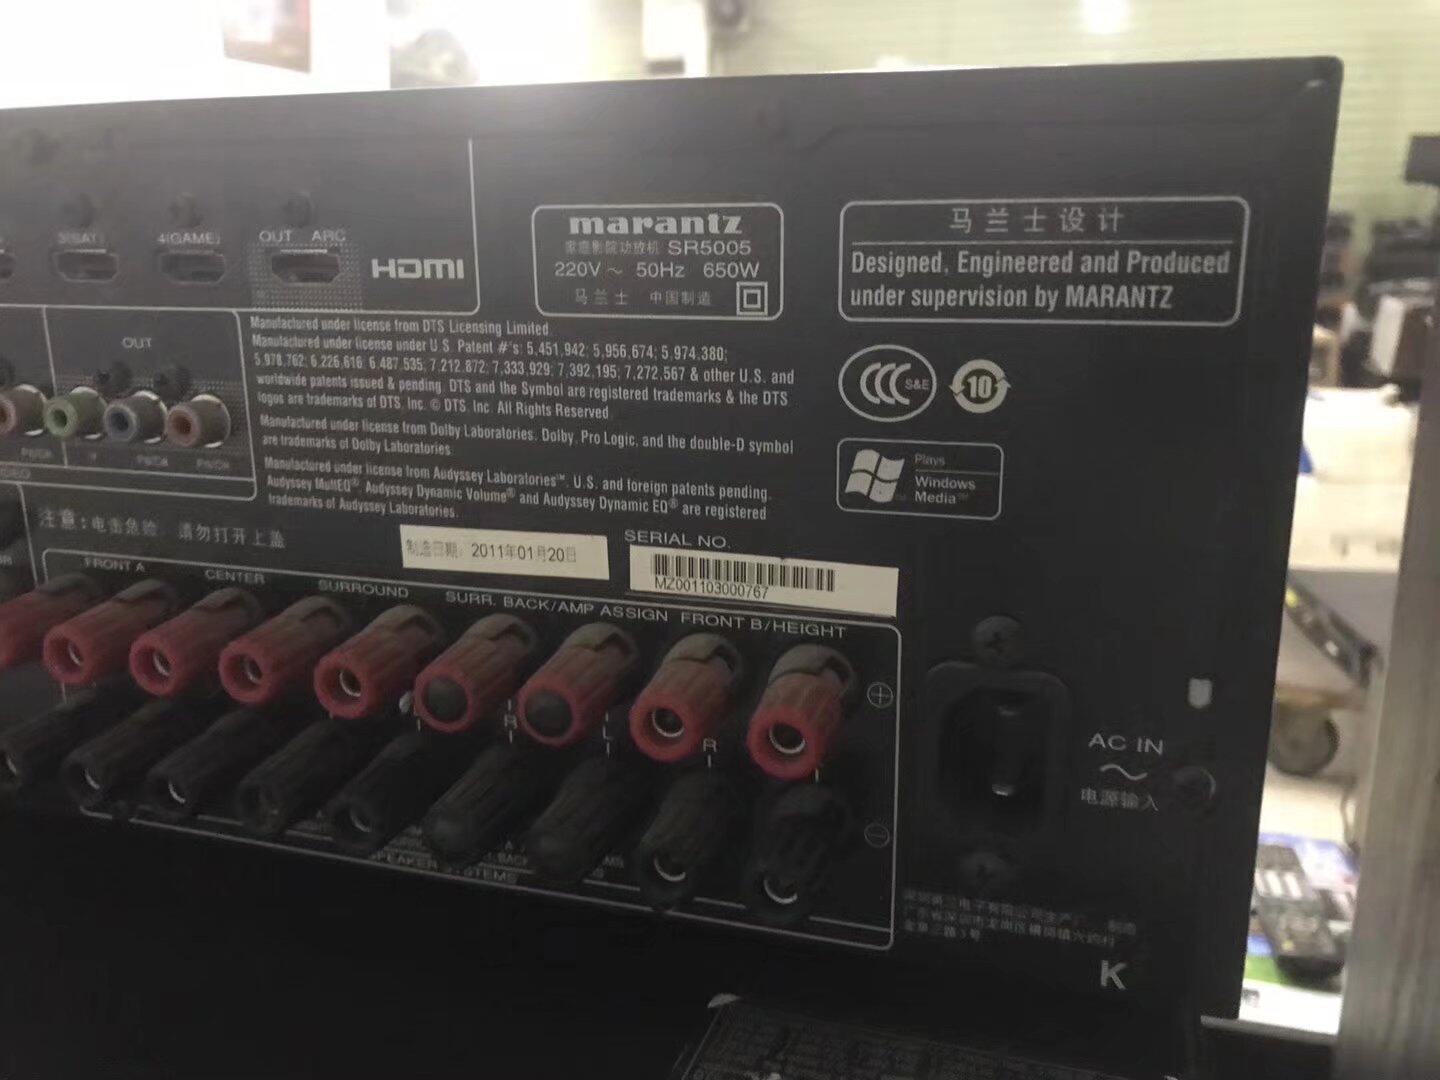 3(SAT)
4(GAME)
OUT ARC
HDMI
marantz
家庭影院功放机 SR5005
220V ~ 50Hz 650W
马兰士 中国制造
马兰士设计
Designed, Engineered and Produced
under supervision by MARANTZ
OUT
Manufactured under license from DTS Licensing Limited.
Manufactured under license under U.S. Patent #'s: 5,451,942; 5,956,674; 5,974,380;
5,978,762; 6,226,616; 6,487,535; 7,212,872; 7,333,929; 7,392,195; 7,272,567 & other U.S. and
worldwide patents issued & pending. DTS and the Symbol are registered trademarks & the DTS
logos are trademarks of DTS, Inc. © DTS, Inc. All Rights Reserved.
Manufactured under license from Dolby Laboratories. Dolby, Pro Logic, and the double-D symbol
are trademarks of Dolby Laboratories.
Manufactured under license from Audyssey Laboratories™. U.S. and foreign patents pending.
Audyssey MultEQ®, Audyssey Dynamic Volume® and Audyssey Dynamic EQ® are registered
trademarks of Audyssey Laboratories.
CCC S&E
10
Plays
Windows
Media™
Y
PB/CB
PR/CR
注意:电击危险,请勿打开上盖
制造日期: 2011年01月20日
SERIAL NO.
MZ001103000767
FRONT A
CENTER
SURROUND
SURR. BACK/AMP ASSIGN
FRONT B/HEIGHT
R
L
R
SPEAKER SYSTEMS
AC IN
~
电源输入
K